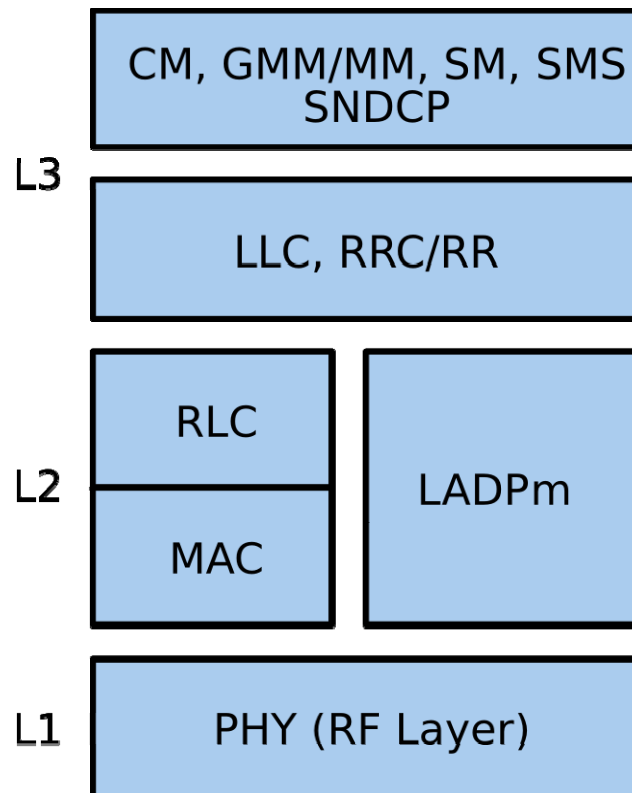 CM, GMM/MM, SM, SMS
SNDCP
L3
LLC, RRC/RR
RLC
L2
LADPm
MAC
L1
PHY (RF Layer)